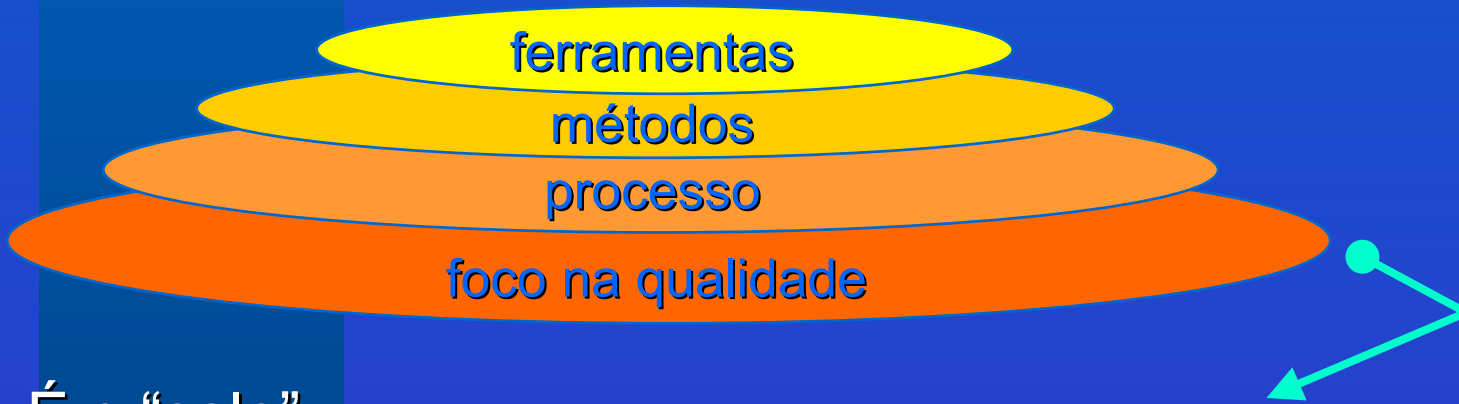 ferramentas
métodos
processo
foco na qualidade